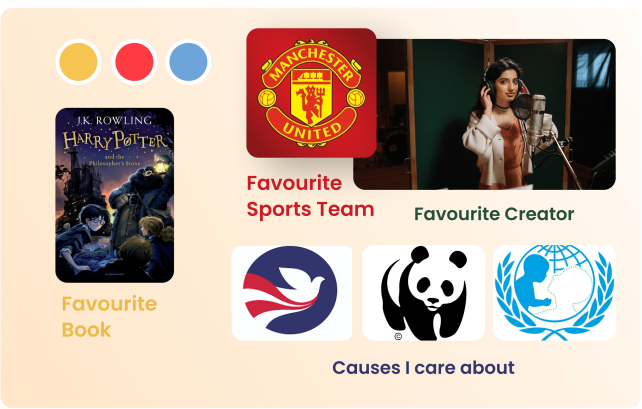 J.K. ROWLING
HARRY POTTER
and the
Philosopher's Stone
BLOOMSBURY
Favourite
Book
MANCHESTER
UNITED
Favourite
Sports Team
Favourite Creator
©
Causes I care about